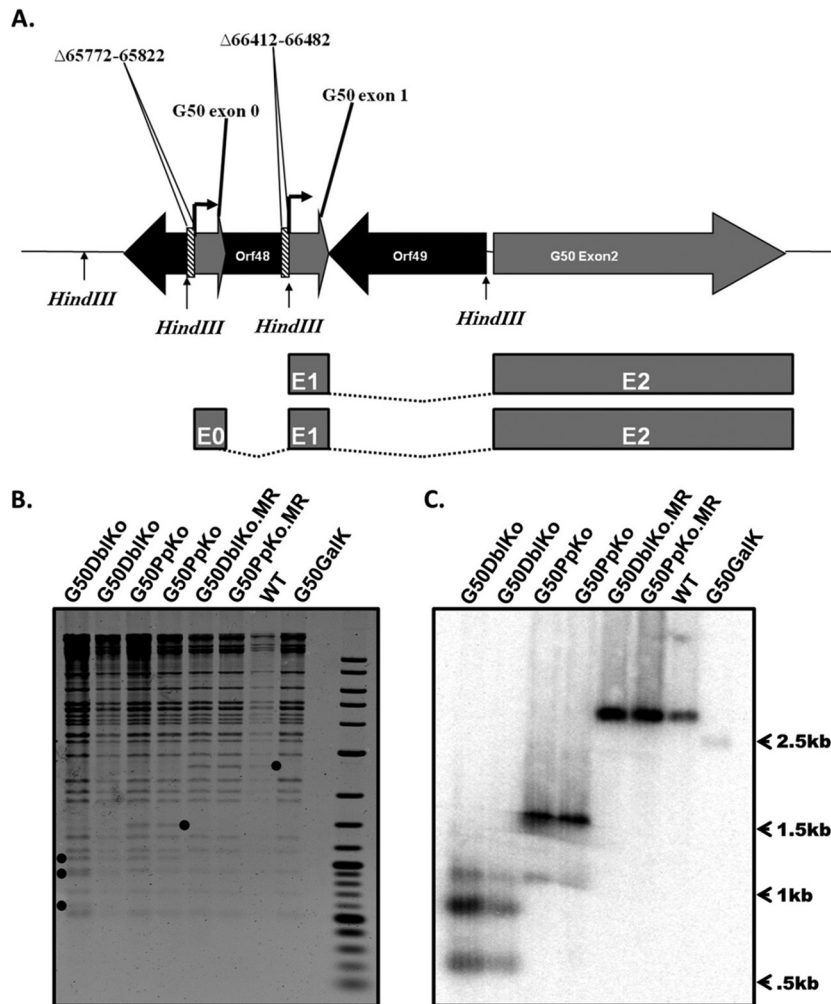 A.
Δ65772-65822
Δ66412-66482
G50 exon 0
G50 exon 1
Orf48
Orf49
G50 Exon2
HindIII
HindIII
HindIII
HindIII
E1
E2
E0
E1
E2
B.
G50DblKo
G50DblKo
G50PpKo
G50PpKo
G50DblKo.MR
G50PpKo.MR
WT
G50GalK
C.
G50DblKo
G50DblKo
G50PpKo
G50PpKo
G50DblKo.MR
G50PpKo.MR
WT
G50GalK
2.5kb
1.5kb
1kb
.5kb